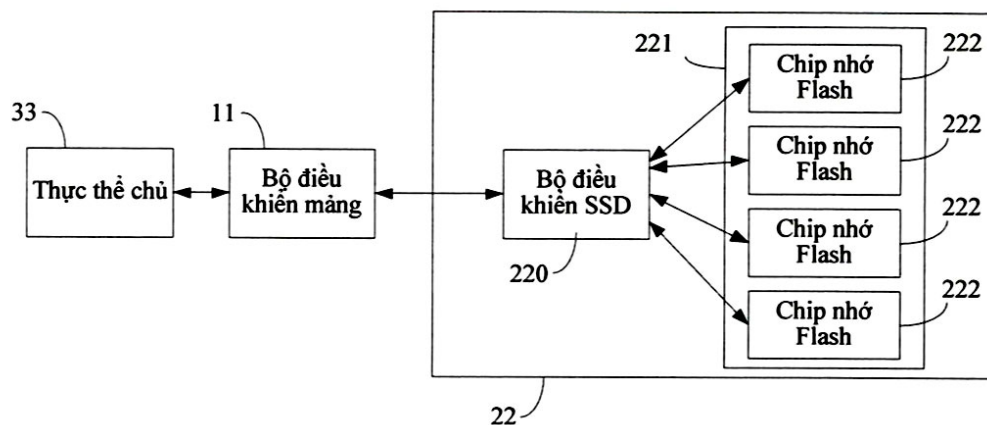 33
Thực thể chủ
11
Bộ điều
khiển mảng
Bộ điều
khiển SSD
220
221
Chip nhớ
Flash
222
Chip nhớ
Flash
222
Chip nhớ
Flash
222
Chip nhớ
Flash
222
22